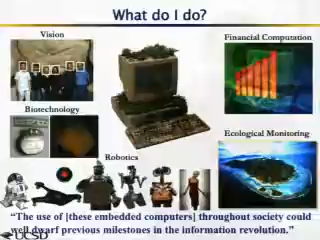 What do I do?
Vision
Financial Computation
Biotechnology
Ecological Monitoring
Robotics
"The use of [these embedded computers] throughout society could
well dwarf previous milestones in the information revolution."
UCSD